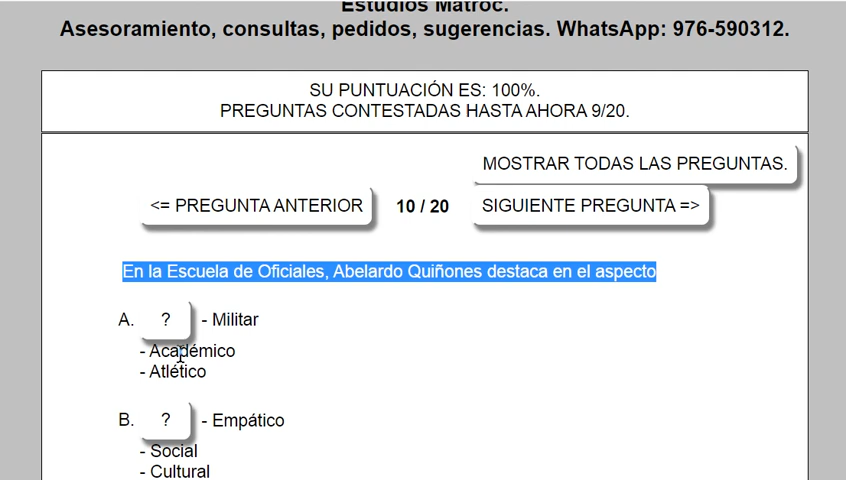 Estudios Matroc.
Asesoramiento, consultas, pedidos, sugerencias. WhatsApp: 976-590312.
SU PUNTUACIÓN ES: 100%.
PREGUNTAS CONTESTADAS HASTA AHORA 9/20.
MOSTRAR TODAS LAS PREGUNTAS.
<= PREGUNTA ANTERIOR 10 / 20 SIGUIENTE PREGUNTA =>
En la Escuela de Oficiales, Abelardo Quiñones destaca en el aspecto
A. ? - Militar
- Académico
- Atlético
B. ? - Empático
- Social
- Cultural